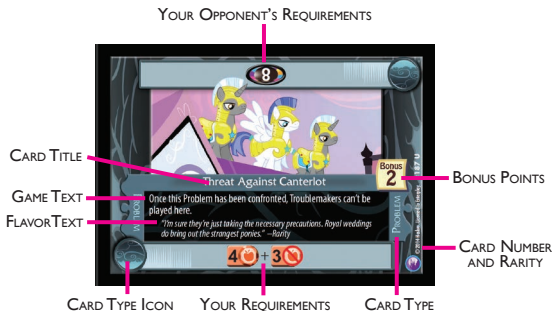 YOUR OPPONENT'S REQUIREMENTS
8
CARD TITLE
Threat Against Canterlot
Bonus
2
BONUS POINTS
GAME TEXT
Once this Problem has been confronted, Troublemakers can't be
played here.
FLAVOR TEXT
"I'm sure they're just taking the necessary precautions. Royal weddings
do bring out the strangest ponies." —Rarity
PROBLEM
PROBLEM
187 U
CARD NUMBER
AND RARITY
4 + 3
CARD TYPE ICON
YOUR REQUIREMENTS
CARD TYPE